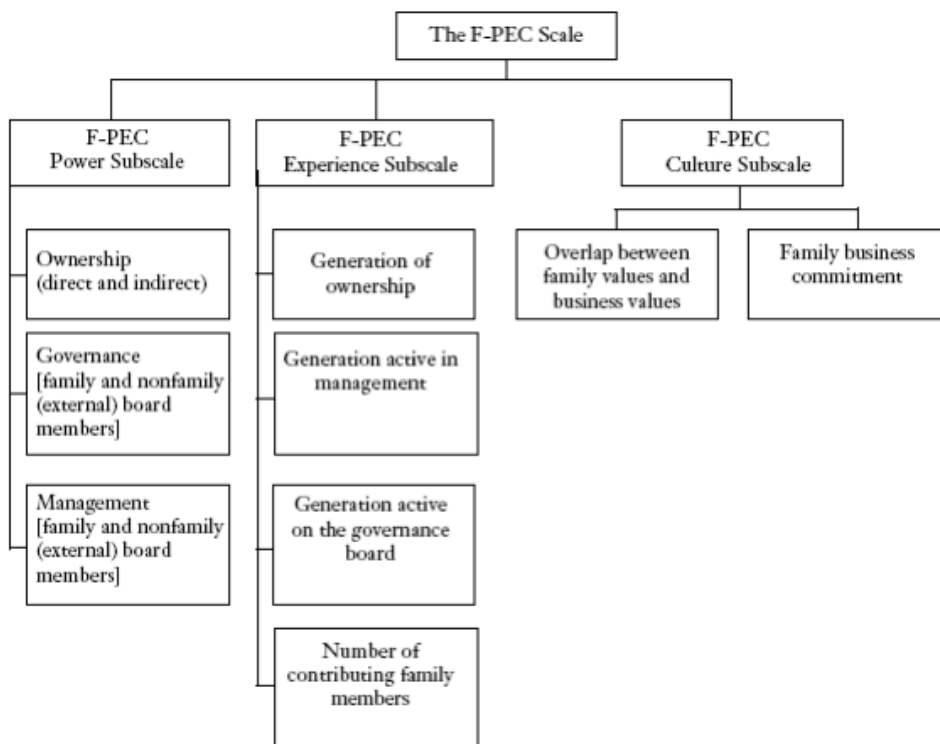 The F-PEC Scale
F-PEC
Power Subscale
Ownership
(direct and indirect)
Governance
[family and nonfamily
(external) board
members]
Management
[family and nonfamily
(external) board
members]
F-PEC
Experience Subscale
Generation of
ownership
Generation active in
management
Generation active
on the governance
board
Number of
contributing family
members
F-PEC
Culture Subscale
Overlap between
family values and
business values
Family business
commitment